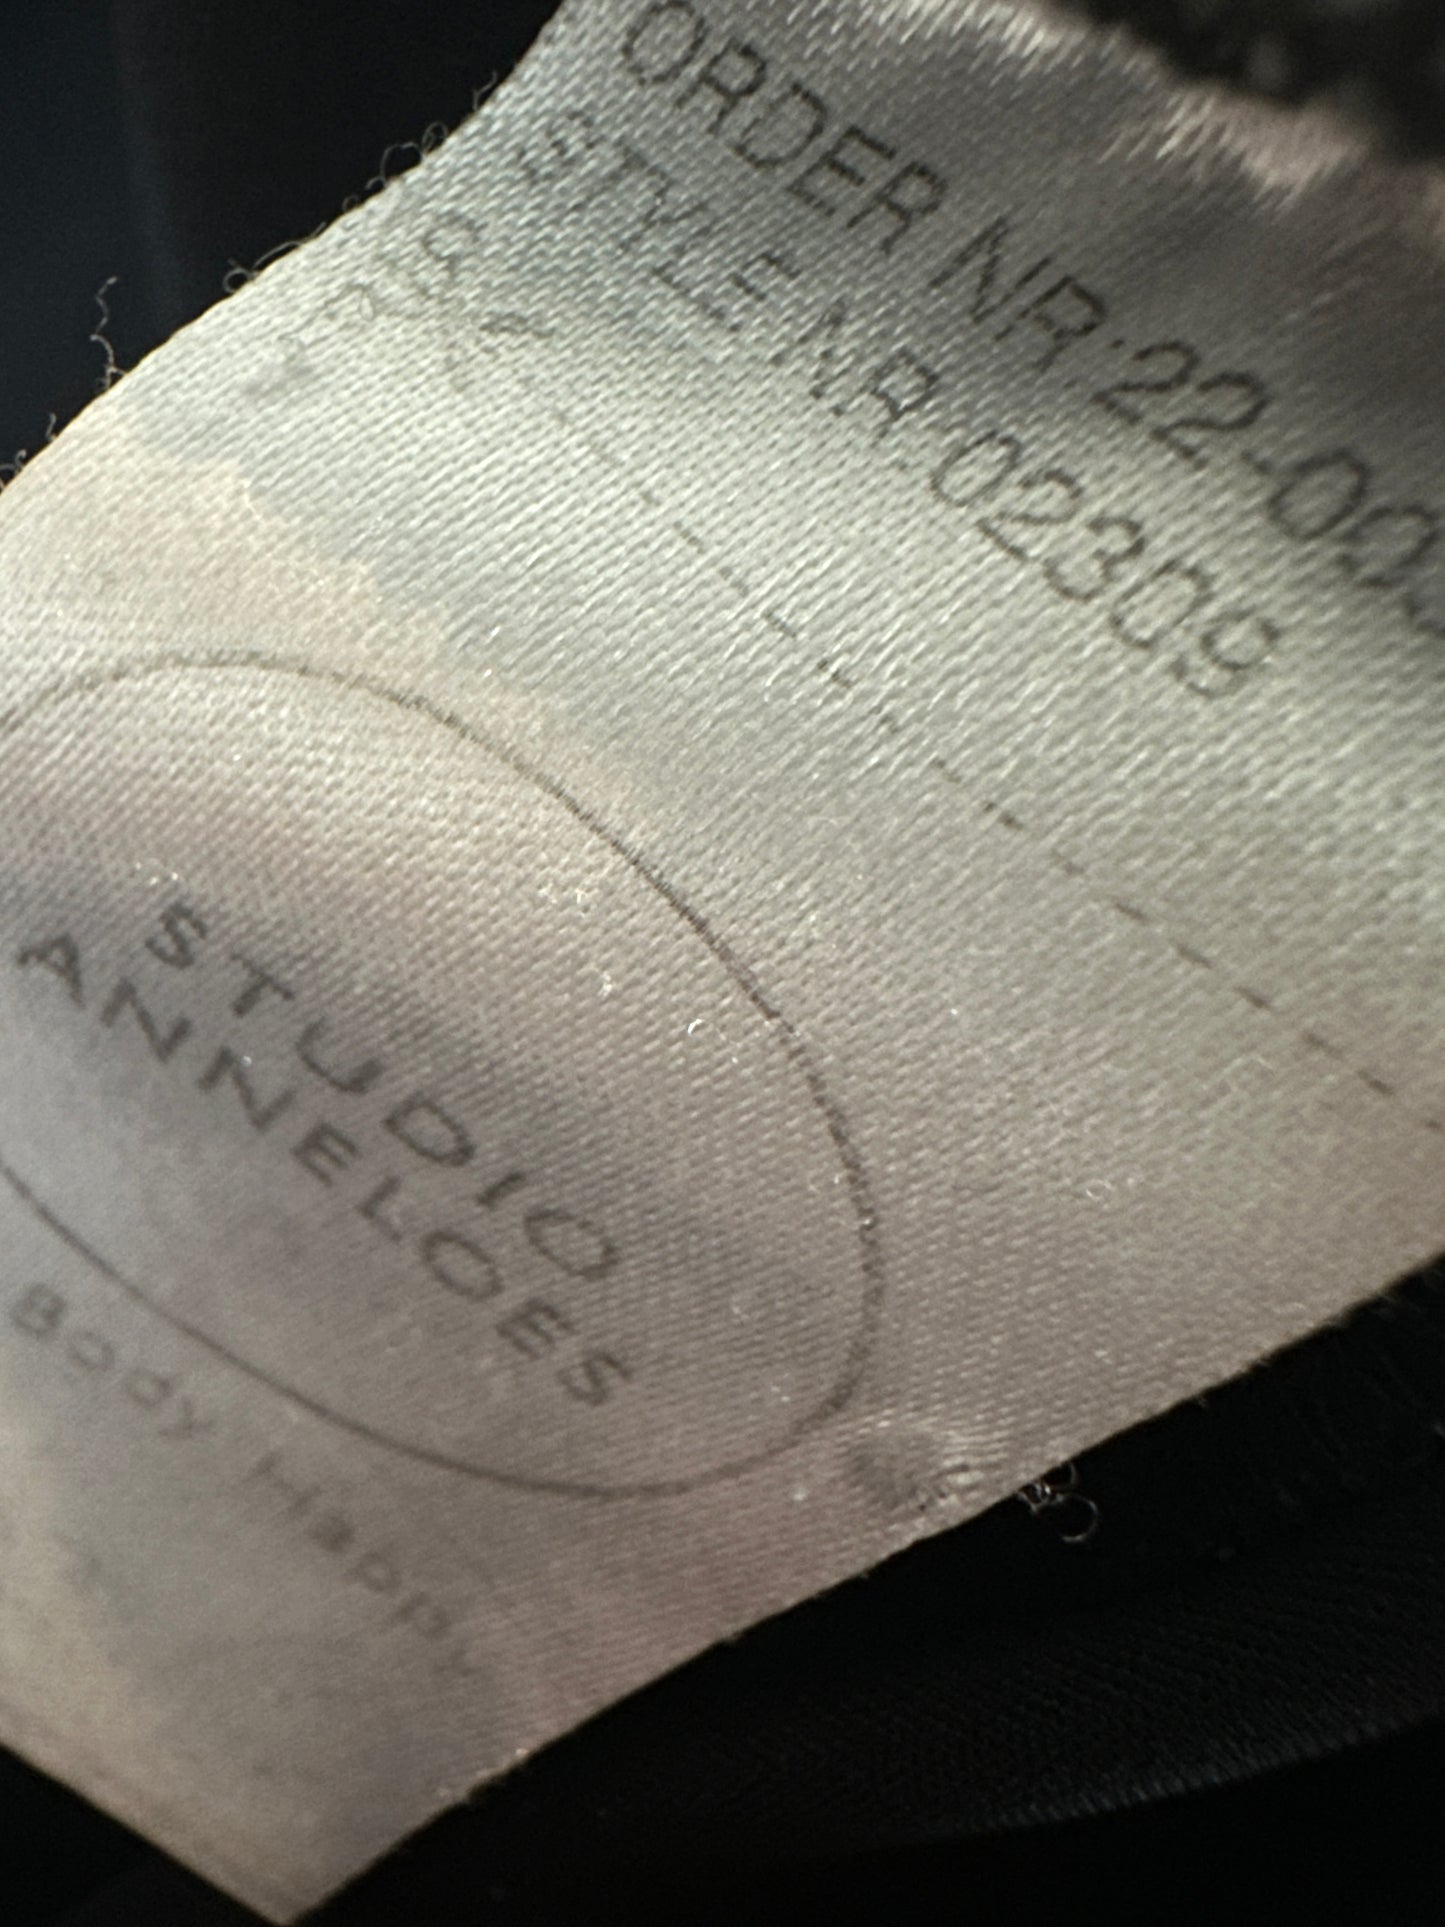 ORDER NR:22-00
STYLE NR:02309
STUDIO
ANNELOES
Body Happy